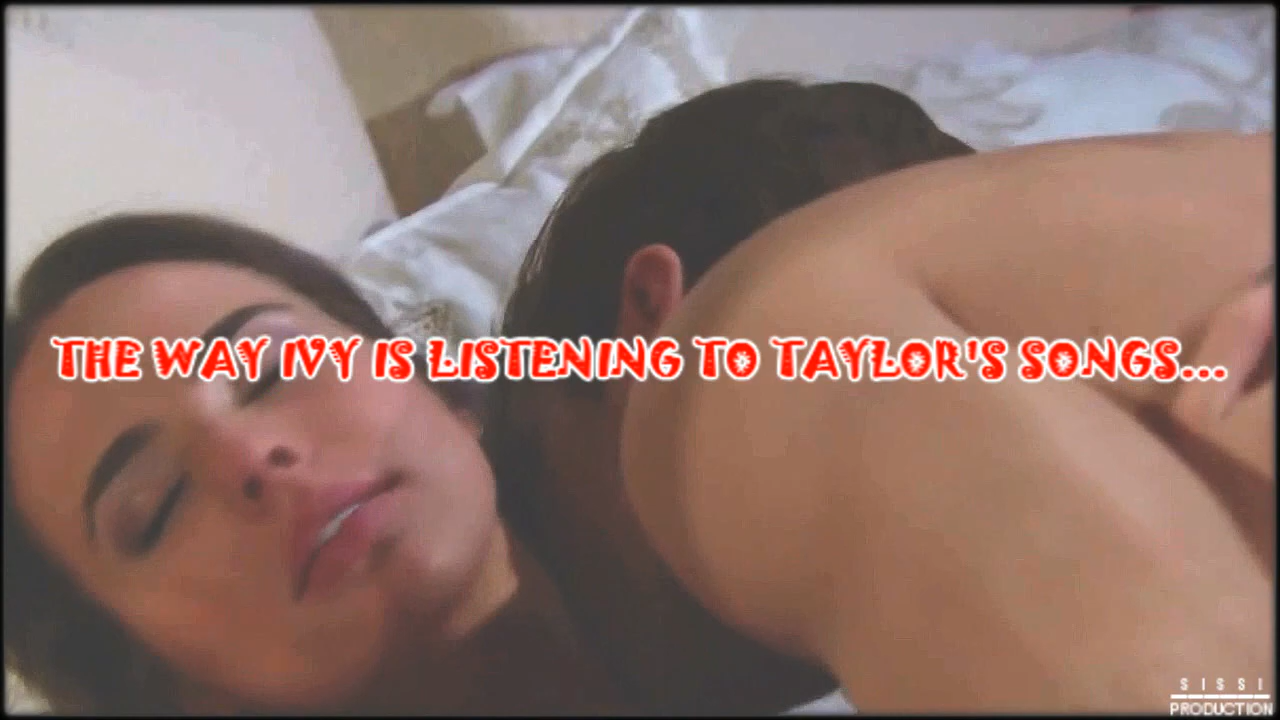 THE WAY IVY IS LISTENING TO TAYLOR'S SONGS...
SISSI
PRODUCTION